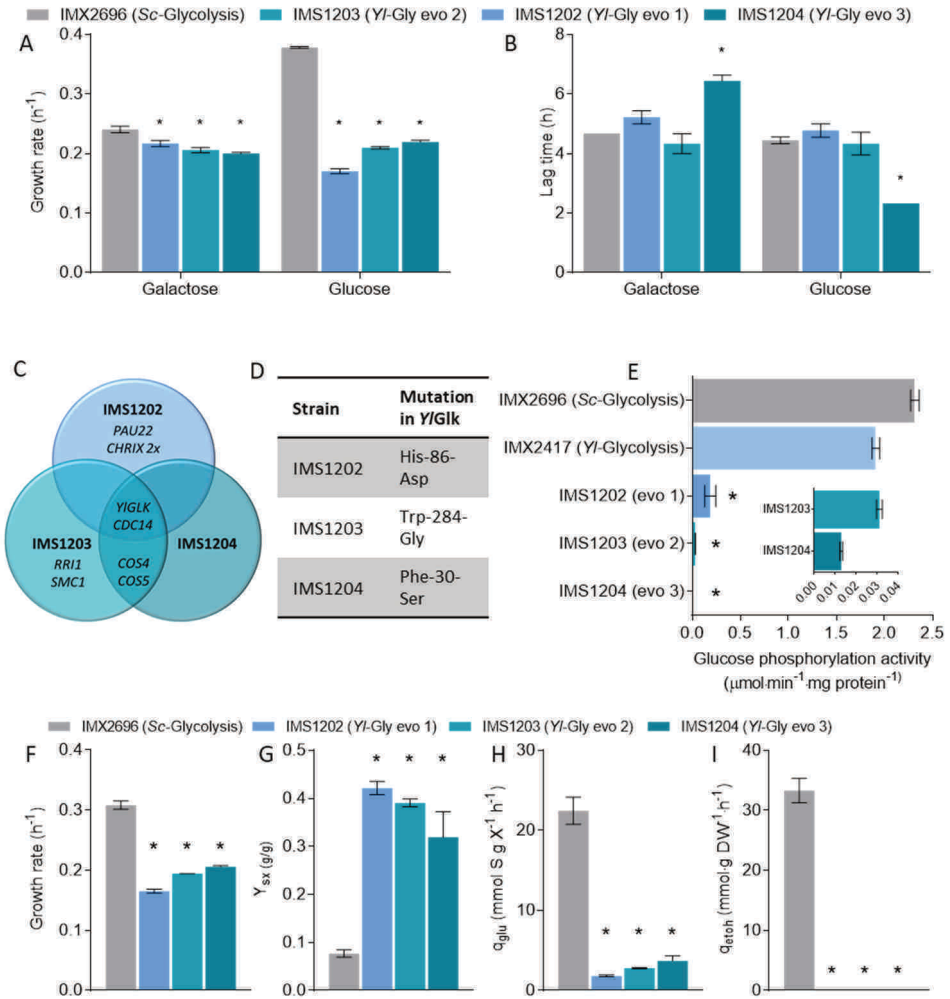 IMX2696 (Sc-Glycolysis) IMS1203 (Yl-Gly evo 2) IMS1202 (Yl-Gly evo 1) IMS1204 (Yl-Gly evo 3)
A
Growth rate (h⁻¹)
0.4
0.3
0.2
0.1
0.0
* * *
* * *
Galactose Glucose
B
Lag time (h)
8
6
4
2
0
*
*
Galactose Glucose
C
IMS1202
PAU22
CHRIX 2x
YlGLK
CDC14
IMS1203
RRI1
SMC1
COS4
COS5
IMS1204
D
Strain Mutation in YlGlk
IMS1202 His-86-Asp
IMS1203 Trp-284-Gly
IMS1204 Phe-30-Ser
E
IMX2696 (Sc-Glycolysis)
IMX2417 (Yl-Glycolysis)
IMS1202 (evo 1) *
IMS1203 (evo 2) *
IMS1204 (evo 3) *
IMS1203
IMS1204
0.00 0.01 0.02 0.03 0.04
0.0 0.5 1.0 1.5 2.0 2.5
Glucose phosphorylation activity
(μmol·min⁻¹·mg protein⁻¹)
IMX2696 (Sc-Glycolysis) IMS1202 (Yl-Gly evo 1) IMS1203 (Yl-Gly evo 2) IMS1204 (Yl-Gly evo 3)
F
Growth rate (h⁻¹)
0.4
0.3
0.2
0.1
0.0
* * *
G
Y_SX (g/g)
0.5
0.4
0.3
0.2
0.1
0.0
* * *
H
q_glu (mmol S g X⁻¹ h⁻¹)
30
20
10
0
* * *
I
q_etoh (mmol·g DW⁻¹·h⁻¹)
40
30
20
10
0
* * *